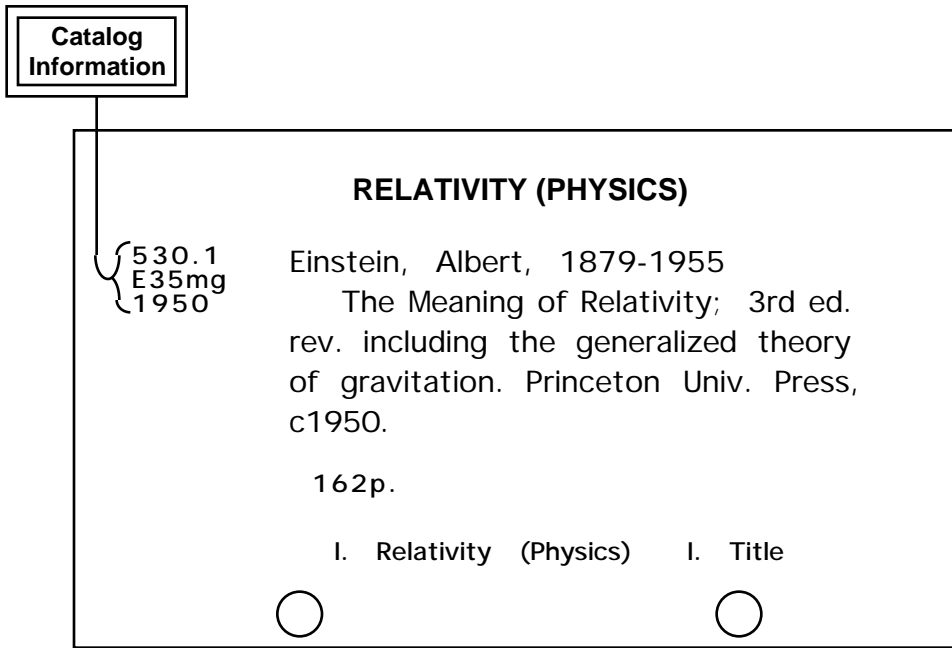 Catalog
Information
RELATIVITY (PHYSICS)
530.1
E35mg
1950
Einstein, Albert, 1879-1955
The Meaning of Relativity; 3rd ed.
rev. including the generalized theory
of gravitation. Princeton Univ. Press,
c1950.
162p.
I. Relativity (Physics) I. Title